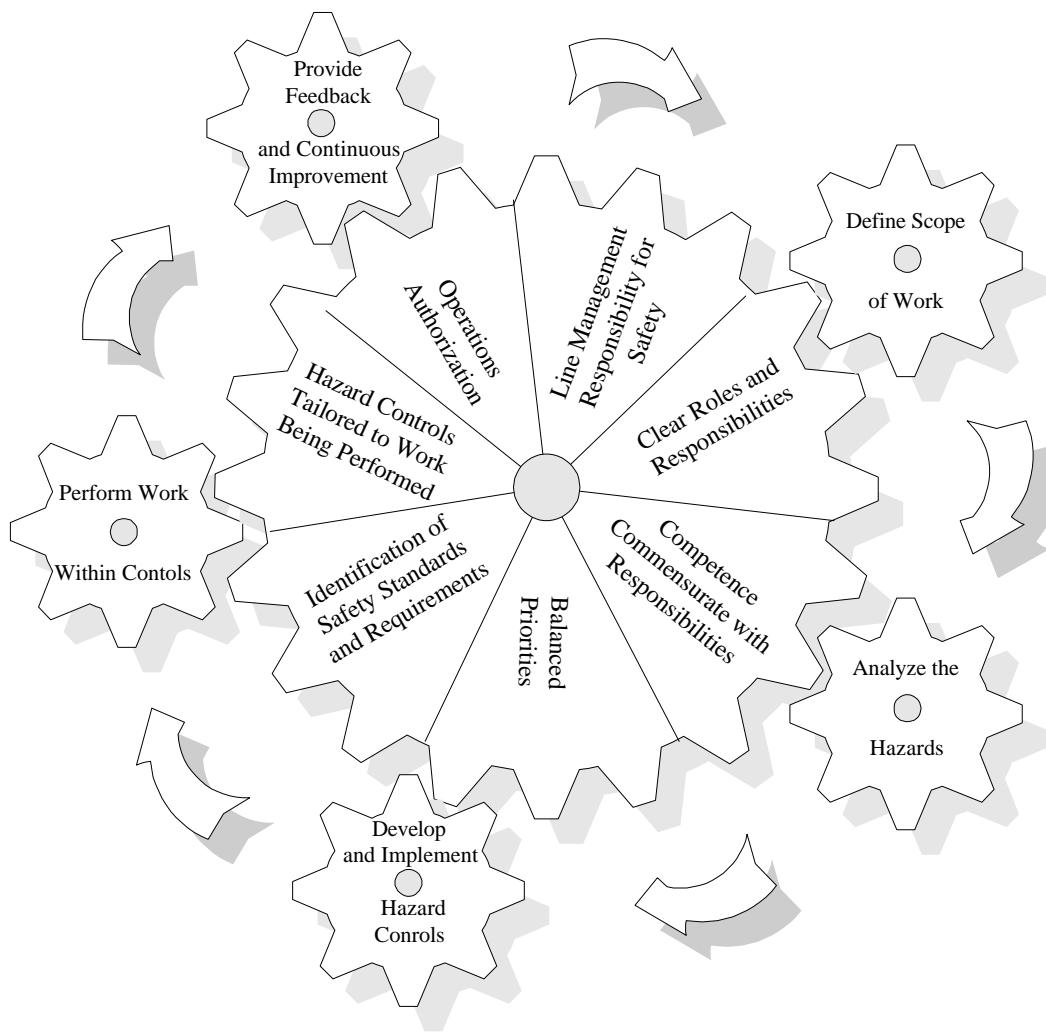 Provide
Feedback
and Continuous
Improvement
Define Scope
of Work
Analyze the
Hazards
Develop
and Implement
Hazard
Conrols
Perform Work
Within Contols
Line Management
Responsibility for
Safety
Clear Roles and
Responsibilities
Competence
Commensurate with
Responsibilities
Balanced
Priorities
Identification of
Safety Standards
and Requirements
Hazard Controls
Tailored to Work
Being Performed
Operations
Authorization